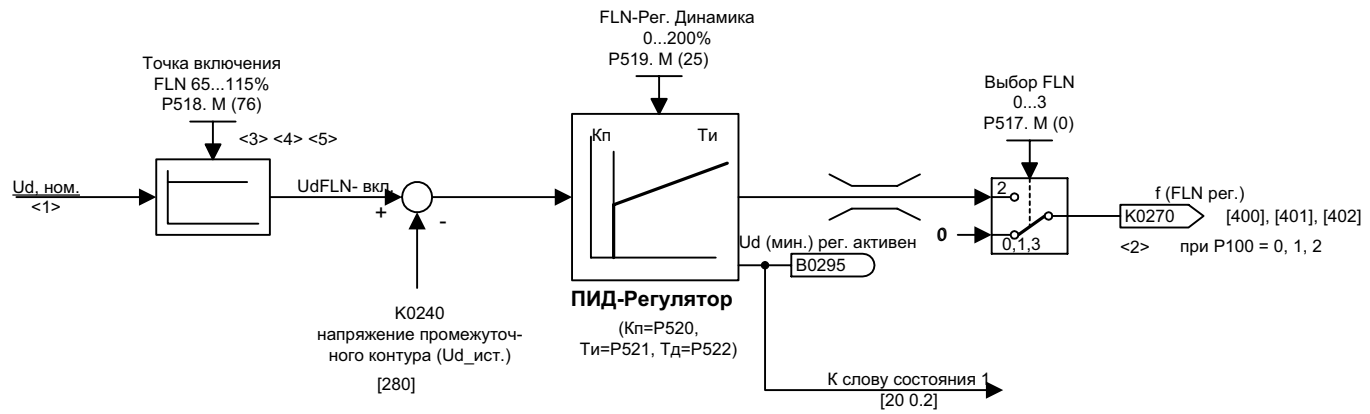 FLN-Рег. Динамика
0...200%
P519. M (25)
Точка включения
FLN 65...115%
P518. M (76)
Выбор FLN
0...3
P517. M (0)
<3> <4> <5>
Кп
Ти
Ud, ном.
<1>
UdFLN- вкл.
+
-
2
0
0,1,3
f (FLN рег.)
K0270
[400], [401], [402]
<2>
при P100 = 0, 1, 2
Ud (мин.) рег. активен
B0295
ПИД-Регулятор
(Кп=P520,
Ти=P521, Тд=P522)
K0240
напряжение промежуточ-
ного контура (Ud_ист.)
[280]
К слову состояния 1
[20 0.2]